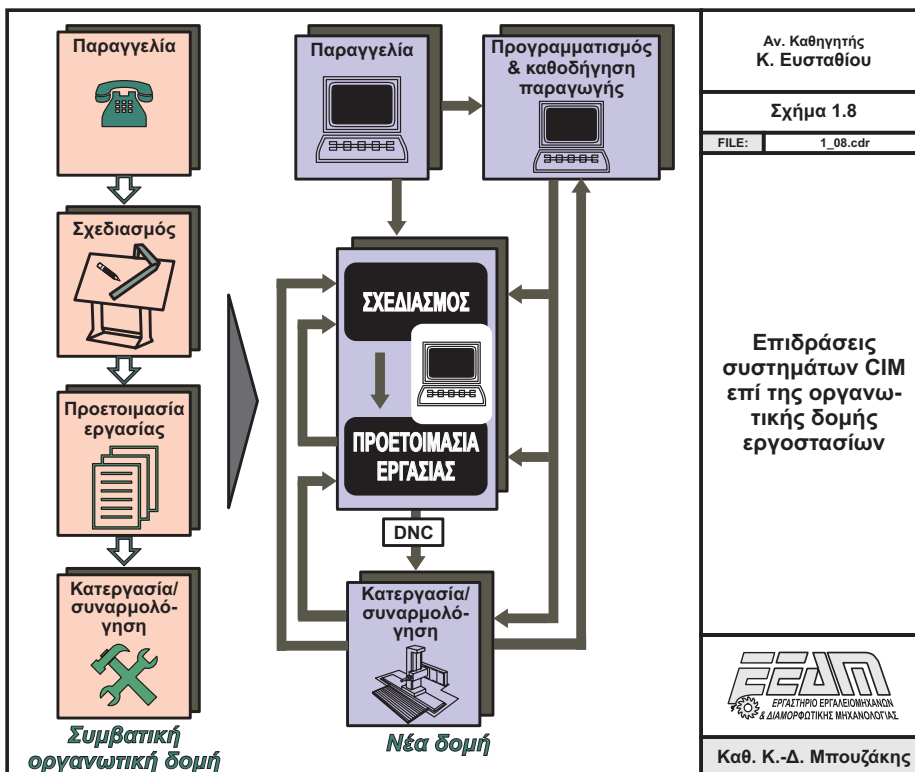 Παραγγελία
Σχεδιασμός
Προετοιμασία
εργασίας
Κατεργασία/
συναρμολό-
γηση
Συμβατική
οργανωτική δομή
Παραγγελία
Προγραμματισμός
& καθοδήγηση
παραγωγής
ΣΧΕΔΙΑΣΜΟΣ
ΠΡΟΕΤΟΙΜΑΣΙΑ
ΕΡΓΑΣΙΑΣ
DNC
Κατεργασία/
συναρμολό-
γηση
Νέα δομή
Αν. Καθηγητής
Κ. Ευσταθίου
Σχήμα 1.8
FILE: 1_08.cdr
Επιδράσεις
συστημάτων CIM
επί της οργανω-
τικής δομής
εργοστασίων
ΕΕΔΜ
ΕΡΓΑΣΤΗΡΙΟ ΕΡΓΑΛΕΙΟΜΗΧΑΝΩΝ
& ΔΙΑΜΟΡΦΩΤΙΚΗΣ ΜΗΧΑΝΟΛΟΓΙΑΣ
Καθ. Κ.-Δ. Μπουζάκης